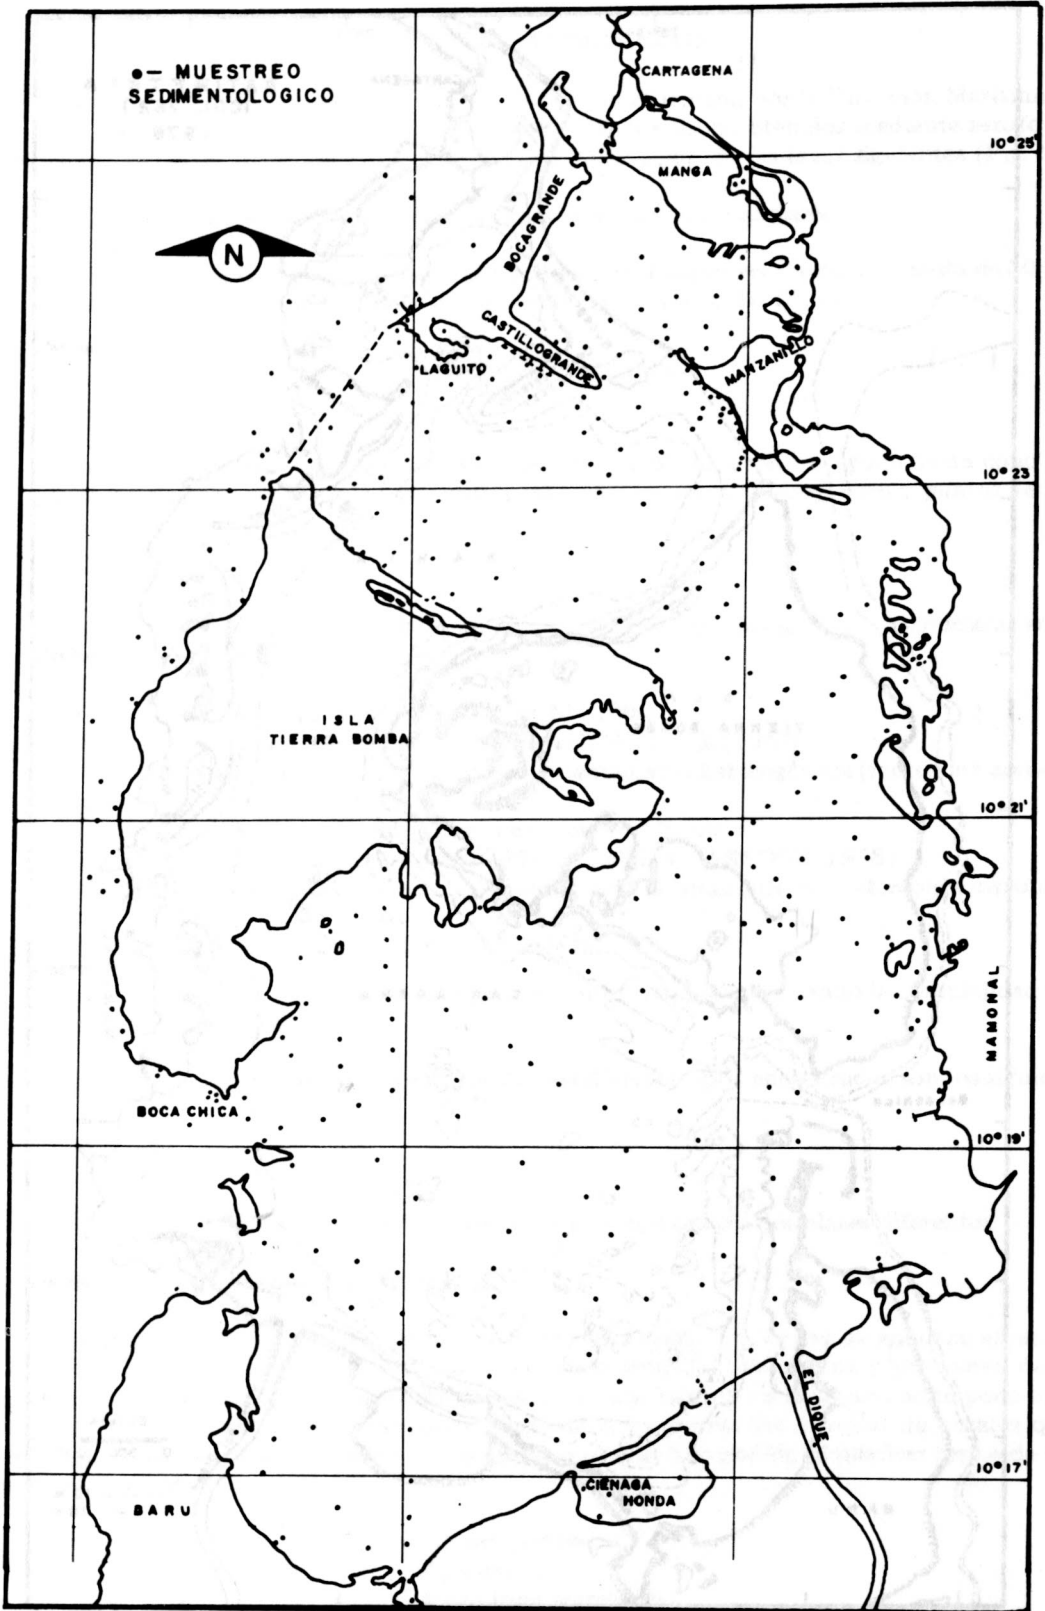 ●— MUESTREO
SEDIMENTOLOGICO
CARTAGENA
10° 25'
MANGA
BOCAGRANDE
N
CASTILLOGRANDE
LAGUITO
MANZANILLO
10° 23
ISLA
TIERRA BOMBA
10° 21'
MAMONAL
BOCA CHICA
10° 19'
EL DIQUE
10° 17'
CIENAGA
HONDA
BARU